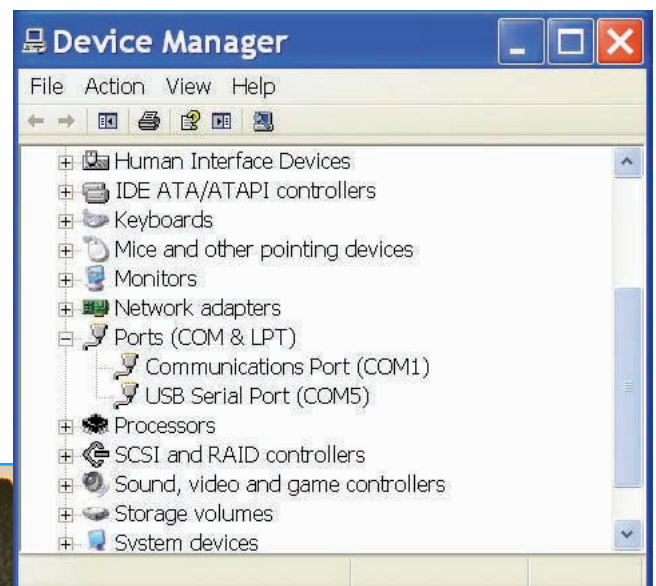 Device Manager
File Action View Help
Human Interface Devices
IDE ATA/ATAPI controllers
Keyboards
Mice and other pointing devices
Monitors
Network adapters
Ports (COM & LPT)
Communications Port (COM1)
USB Serial Port (COM5)
Processors
SCSI and RAID controllers
Sound, video and game controllers
Storage volumes
System devices